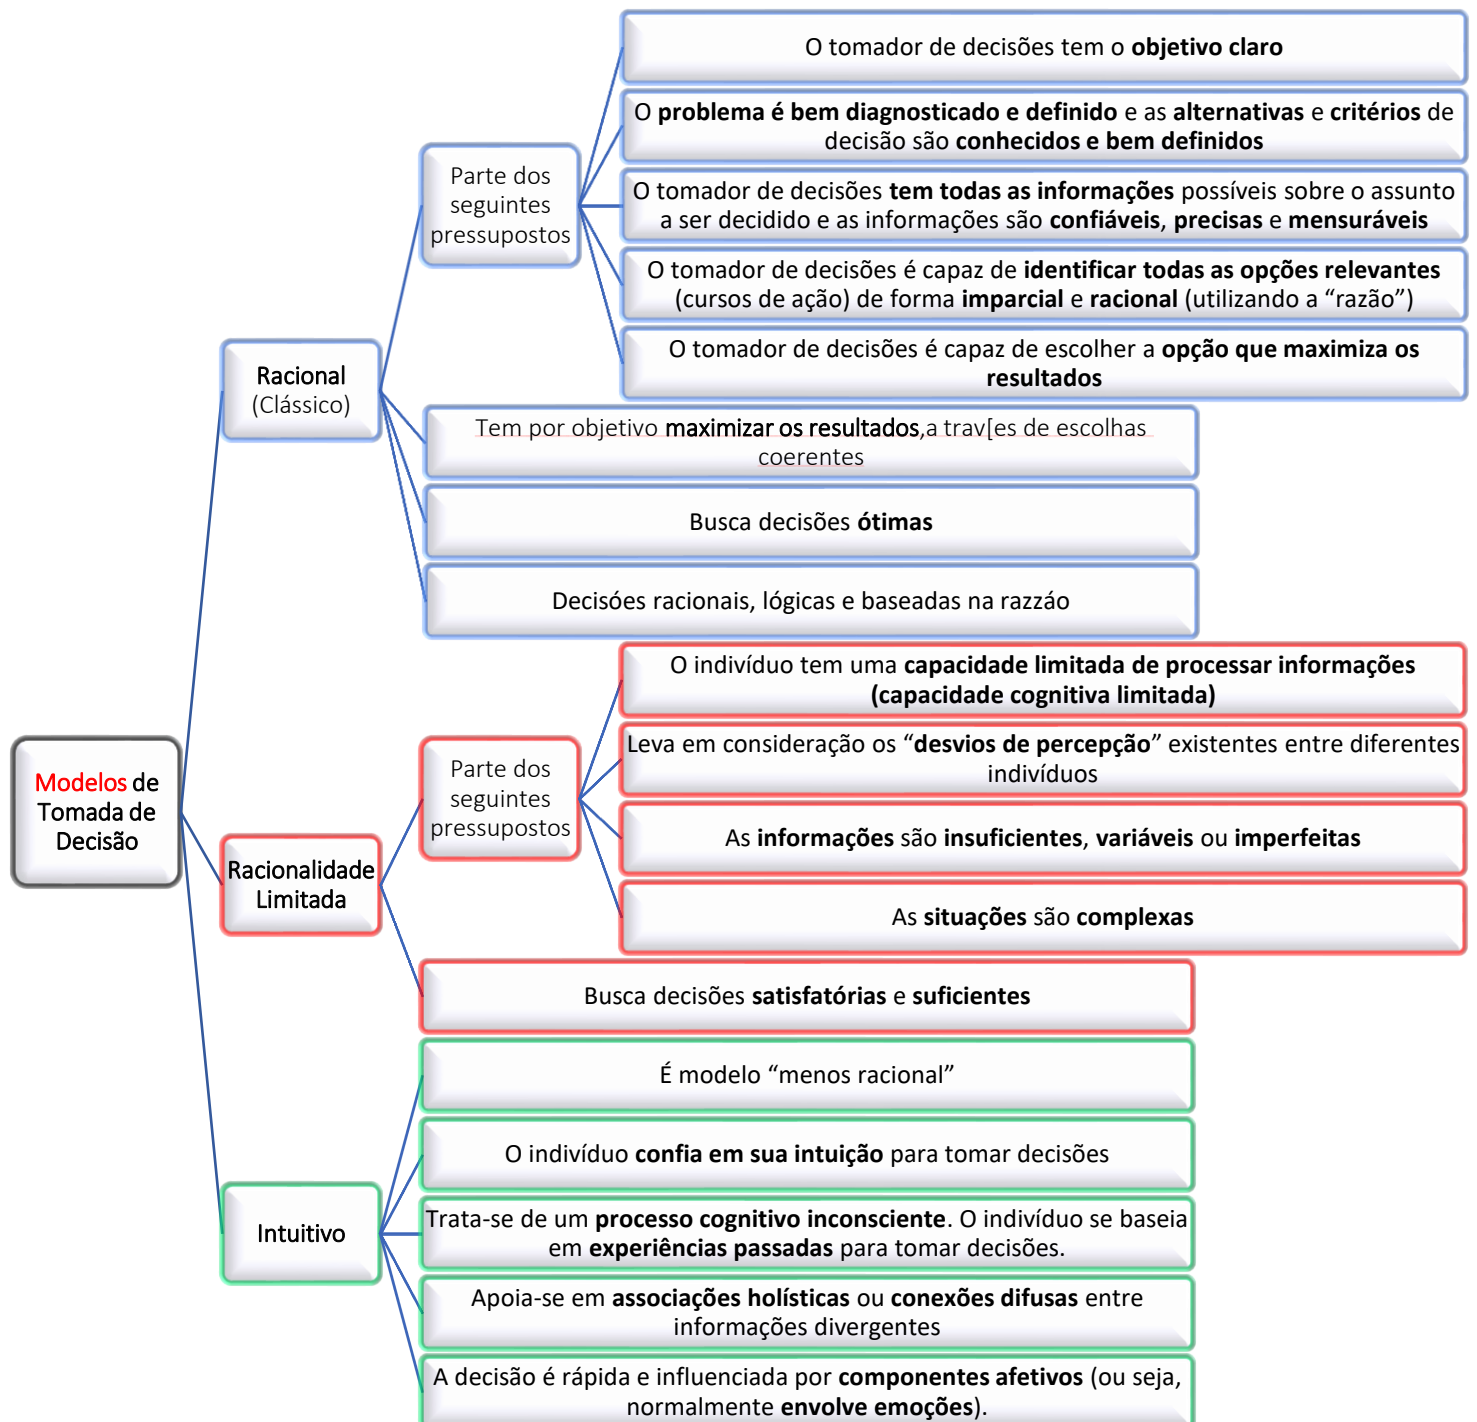 Modelos de
Tomada de
Decisão
Racional
(Clássico)
Parte dos
seguintes
pressupostos
O tomador de decisões tem o objetivo claro
O problema é bem diagnosticado e definido e as alternativas e critérios de
decisão são conhecidos e bem definidos
O tomador de decisões tem todas as informações possíveis sobre o assunto
a ser decidido e as informações são confiáveis, precisas e mensuráveis
O tomador de decisões é capaz de identificar todas as opções relevantes
(cursos de ação) de forma imparcial e racional (utilizando a “razão”)
O tomador de decisões é capaz de escolher a opção que maximiza os
resultados
Tem por objetivo maximizar os resultados,a trav[es de escolhas
coerentes
Busca decisões ótimas
Decisóes racionais, lógicas e baseadas na razzáo
Racionalidade
Limitada
Parte dos
seguintes
pressupostos
O indivíduo tem uma capacidade limitada de processar informações
(capacidade cognitiva limitada)
Leva em consideração os “desvios de percepção” existentes entre diferentes
indivíduos
As informações são insuficientes, variáveis ou imperfeitas
As situações são complexas
Busca decisões satisfatórias e suficientes
Intuitivo
É modelo “menos racional”
O indivíduo confia em sua intuição para tomar decisões
Trata-se de um processo cognitivo inconsciente. O indivíduo se baseia
em experiências passadas para tomar decisões.
Apoia-se em associações holísticas ou conexões difusas entre
informações divergentes
A decisão é rápida e influenciada por componentes afetivos (ou seja,
normalmente envolve emoções).